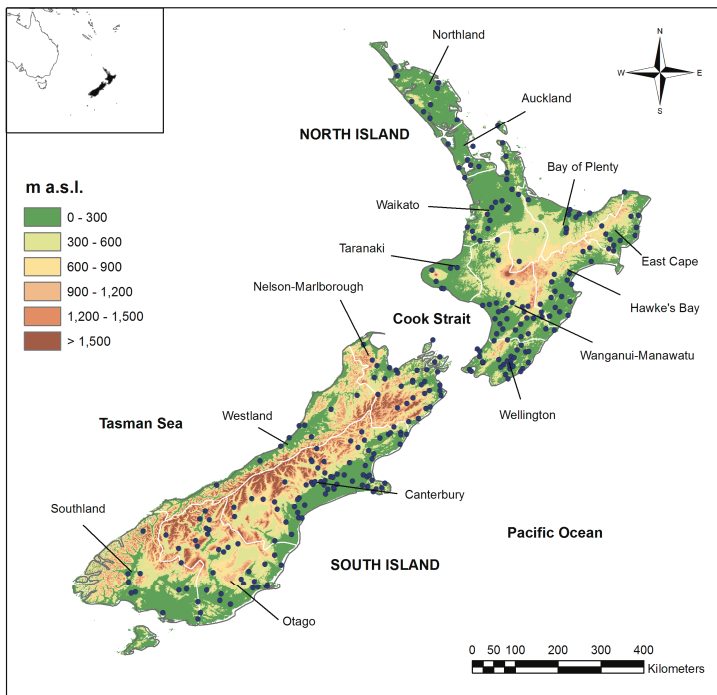 N
W E
S
Northland
Auckland
NORTH ISLAND
Bay of Plenty
Waikato
m a.s.l.
0 - 300
300 - 600
600 - 900
900 - 1,200
1,200 - 1,500
> 1,500
Taranaki
East Cape
Nelson-Marlborough
Hawke's Bay
Cook Strait
Wanganui-Manawatu
Wellington
Tasman Sea
Westland
Canterbury
Southland
Pacific Ocean
SOUTH ISLAND
Otago
0 25 50 100 200 300 400
Kilometers